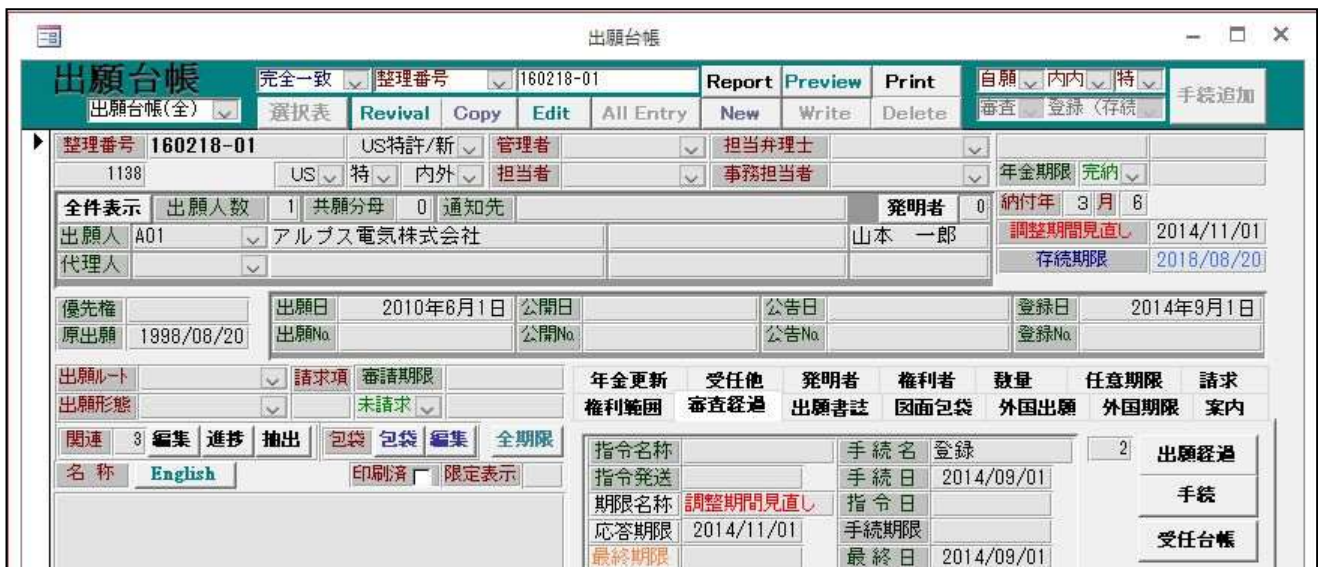 出願台帳
出願台帳 完全一致 整理番号 160218-01 Report Preview Print 自願 内内 特 手続追加
出願台帳(全) 選択表 Revival Copy Edit All Entry New Write Delete 審査 登録 (存続
整理番号 160218-01 US特許/新 管理者 担当弁理士
1138 US 特 内外 担当者 事務担当者 年金期限 完納
全件表示 出願人数 1 共願分母 0 通知先 発明者 0 納付年 3 月 6
出願人 A01 アルプス電気株式会社 山本 一郎 調整期間見直し 2014/11/01
代理人 存続期限 2018/08/20
優先権 出願日 2010年6月1日 公開日 公告日 登録日 2014年9月1日
原出願 1998/08/20 出願No. 公開No. 公告No. 登録No.
出願ルート 請求項 審請期限 年金更新 受任他 発明者 権利者 数量 任意期限 請求
出願形態 未請求 権利範囲 審査経過 出願書誌 図面包袋 外国出願 外国期限 案内
関連 3 編集 進捗 抽出 包袋 包袋 編集 全期限 指令名称 手続名 登録 2 出願経過
名称 English 印刷済 限定表示 指令発送 手続日 2014/09/01
期限名称 調整期間見直し 指令日 手続
応答期限 2014/11/01 手続期限 受任台帳
最終期限 最終日 2014/09/01